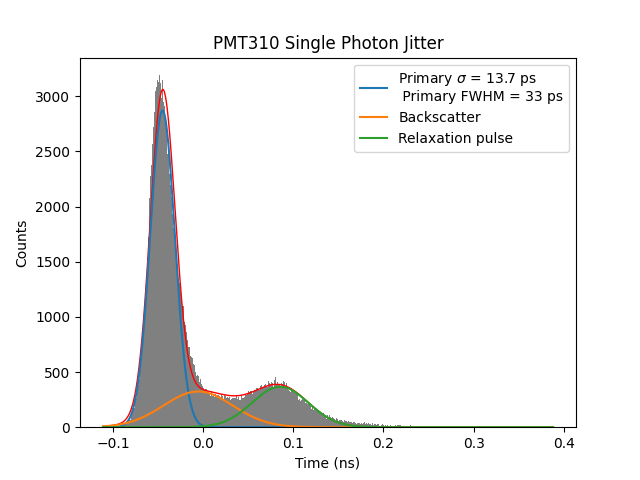 PMT310 Single Photon Jitter
Primary σ = 13.7 ps
Primary FWHM = 33 ps
Backscatter
Relaxation pulse
3000
2500
2000
1500
1000
500
0
Counts
−0.1 0.0 0.1 0.2 0.3 0.4
Time (ns)